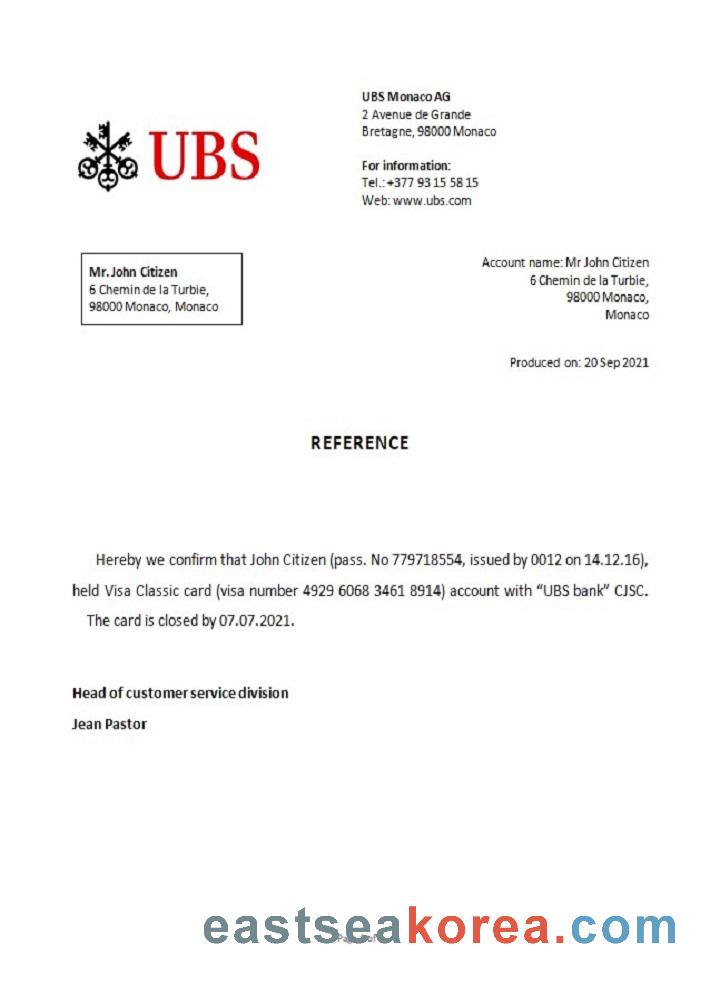 UBS
UBS Monaco AG
2 Avenue de Grande
Bretagne, 98000 Monaco
For information:
Tel.: +377 93 15 58 15
Web: www.ubs.com
Mr. John Citizen
6 Chemin de la Turbie,
98000 Monaco, Monaco
Account name: Mr John Citizen
6 Chemin de la Turbie,
98000 Monaco,
Monaco
Produced on: 20 Sep 2021
REFERENCE
Hereby we confirm that John Citizen (pass. No 779718554, issued by 0012 on 14.12.16),
held Visa Classic card (visa number 4929 6068 3461 8914) account with “UBS bank” CJSC.
The card is closed by 07.07.2021.
Head of customer service division
Jean Pastor
eastseakorea.com